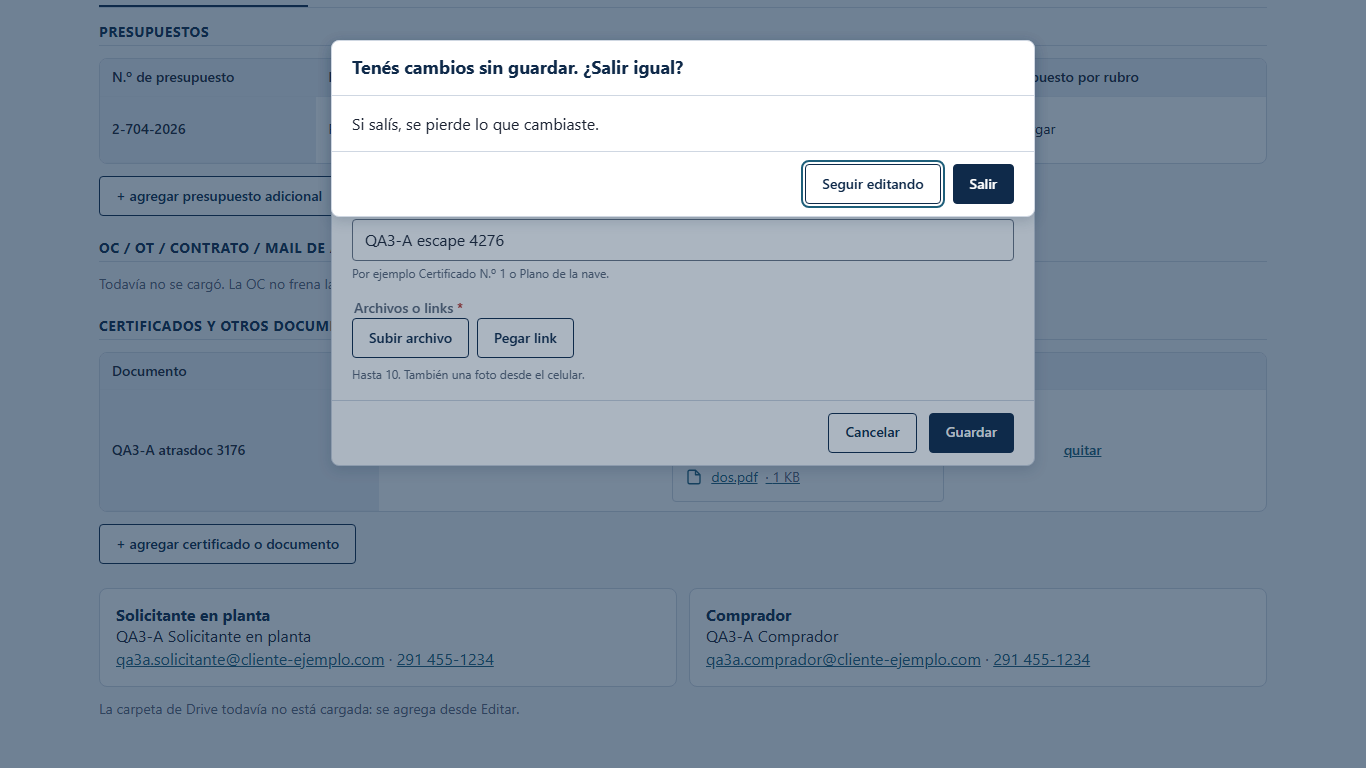 PRESUPUESTOS
N.º de presupuesto
puesto por rubro
2-704-2026
gar
+ agregar presupuesto adicional
Tenés cambios sin guardar. ¿Salir igual?
Si salís, se pierde lo que cambiaste.
Seguir editando
Salir
OC / OT / CONTRATO / MAIL DE
Todavía no se cargó. La OC no frena la
QA3-A escape 4276
Por ejemplo Certificado N.º 1 o Plano de la nave.
Archivos o links *
Subir archivo
Pegar link
Hasta 10. También una foto desde el celular.
Cancelar
Guardar
CERTIFICADOS Y OTROS DOCUM
Documento
QA3-A atrasdoc 3176
dos.pdf · 1 KB
quitar
+ agregar certificado o documento
Solicitante en planta
QA3-A Solicitante en planta
qa3a.solicitante@cliente-ejemplo.com · 291 455-1234
Comprador
QA3-A Comprador
qa3a.comprador@cliente-ejemplo.com · 291 455-1234
La carpeta de Drive todavía no está cargada: se agrega desde Editar.